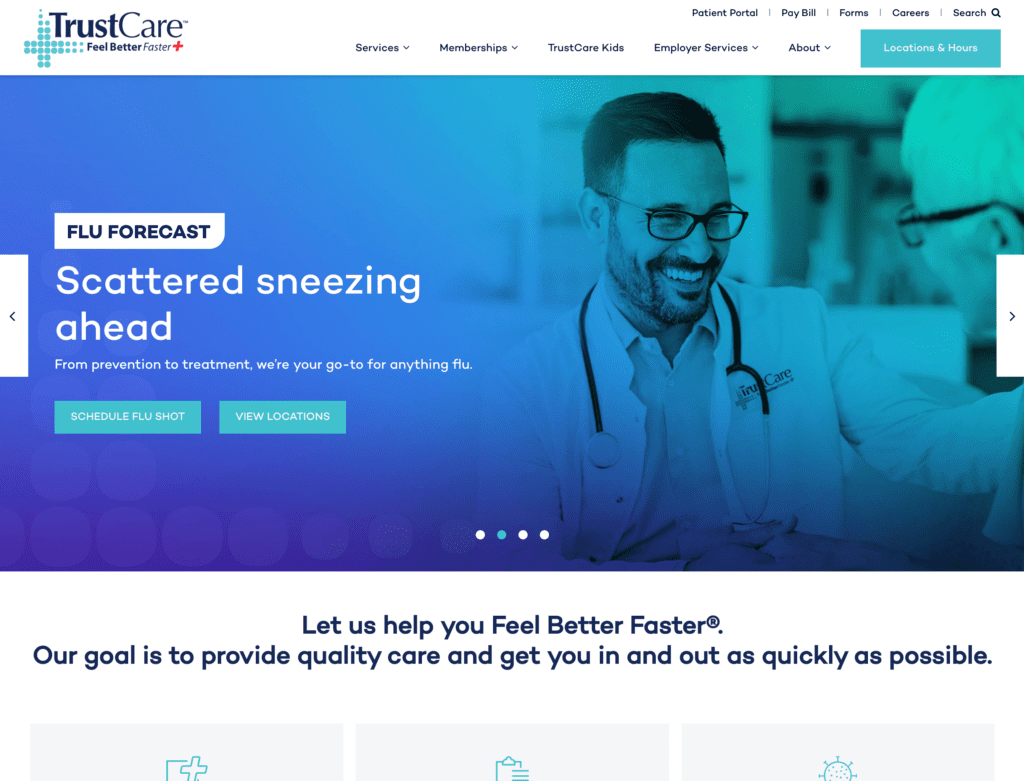 TrustCare™
Feel Better Faster
Patient Portal | Pay Bill | Forms | Careers | Search
Services Memberships TrustCare Kids Employer Services About Locations & Hours
FLU FORECAST
Scattered sneezing
ahead
From prevention to treatment, we're your go-to for anything flu.
SCHEDULE FLU SHOT VIEW LOCATIONS
TrustCare
Let us help you Feel Better Faster®.
Our goal is to provide quality care and get you in and out as quickly as possible.